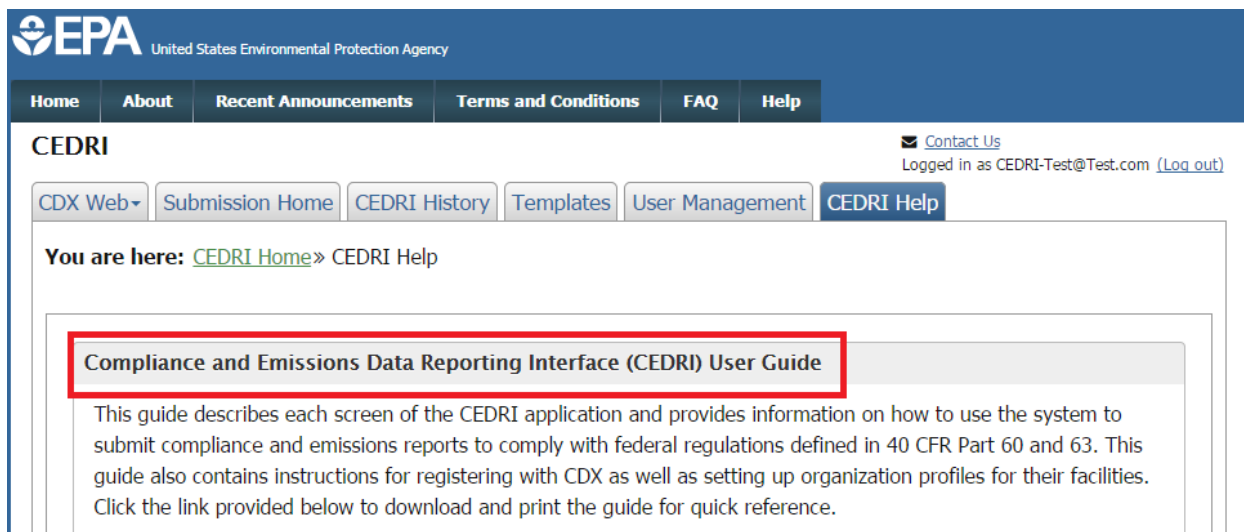 EPA United States Environmental Protection Agency
Home About Recent Announcements Terms and Conditions FAQ Help
CEDRI
Contact Us
Logged in as CEDRI-Test@Test.com (Log out)
CDX Web Submission Home CEDRI History Templates User Management CEDRI Help
You are here: CEDRI Home» CEDRI Help
Compliance and Emissions Data Reporting Interface (CEDRI) User Guide
This guide describes each screen of the CEDRI application and provides information on how to use the system to
submit compliance and emissions reports to comply with federal regulations defined in 40 CFR Part 60 and 63. This
guide also contains instructions for registering with CDX as well as setting up organization profiles for their facilities.
Click the link provided below to download and print the guide for quick reference.